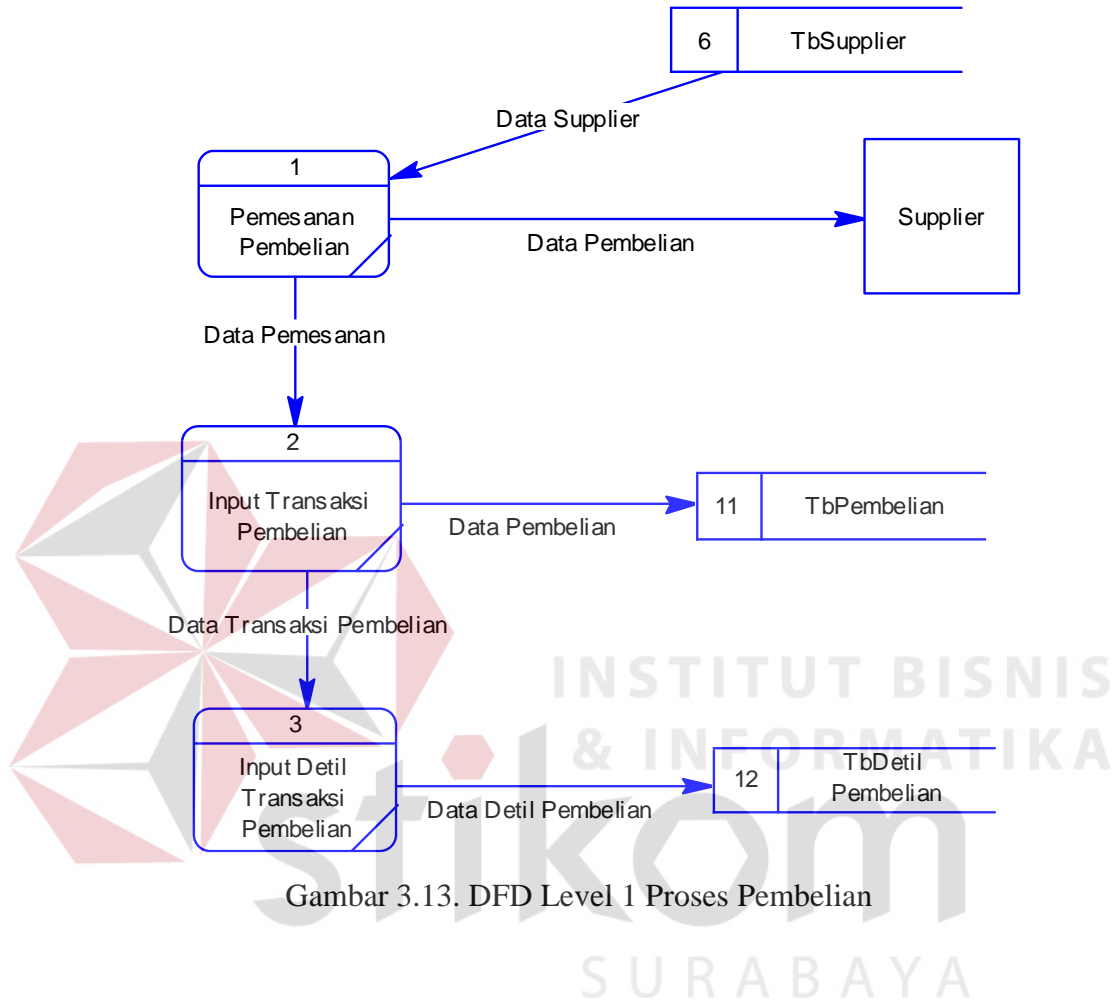 6 TbSupplier
Data Supplier
1
Pemesanan
Pembelian
Supplier
Data Pembelian
Data Pemesanan
2
Input Transaksi
Pembelian
11 TbPembelian
Data Pembelian
Data Transaksi Pembelian
INSTITUT BISNIS
& INFORMATIKA
3
Input Detil
Transaksi
Pembelian
12
TbDetil
Pembelian
Data Detil Pembelian
stikom
Gambar 3.13. DFD Level 1 Proses Pembelian
SURABAYA